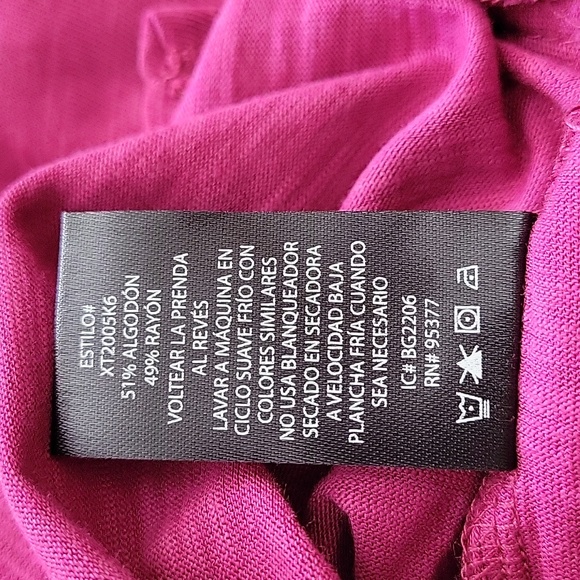 ESTILO#
XT2005K6
51% ALGODÓN
49% RAYÓN
VOLTEAR LA PRENDA
AL REVÉS
LAVAR A MÁQUINA EN
CICLO SUAVE FRÍO CON
COLORES SIMILARES
NO USA BLANQUEADOR
SECADO EN SECADORA
A VELOCIDAD BAJA
PLANCHA FRÍA CUANDO
SEA NECESARIO
IC# BG2206
RN# 95377